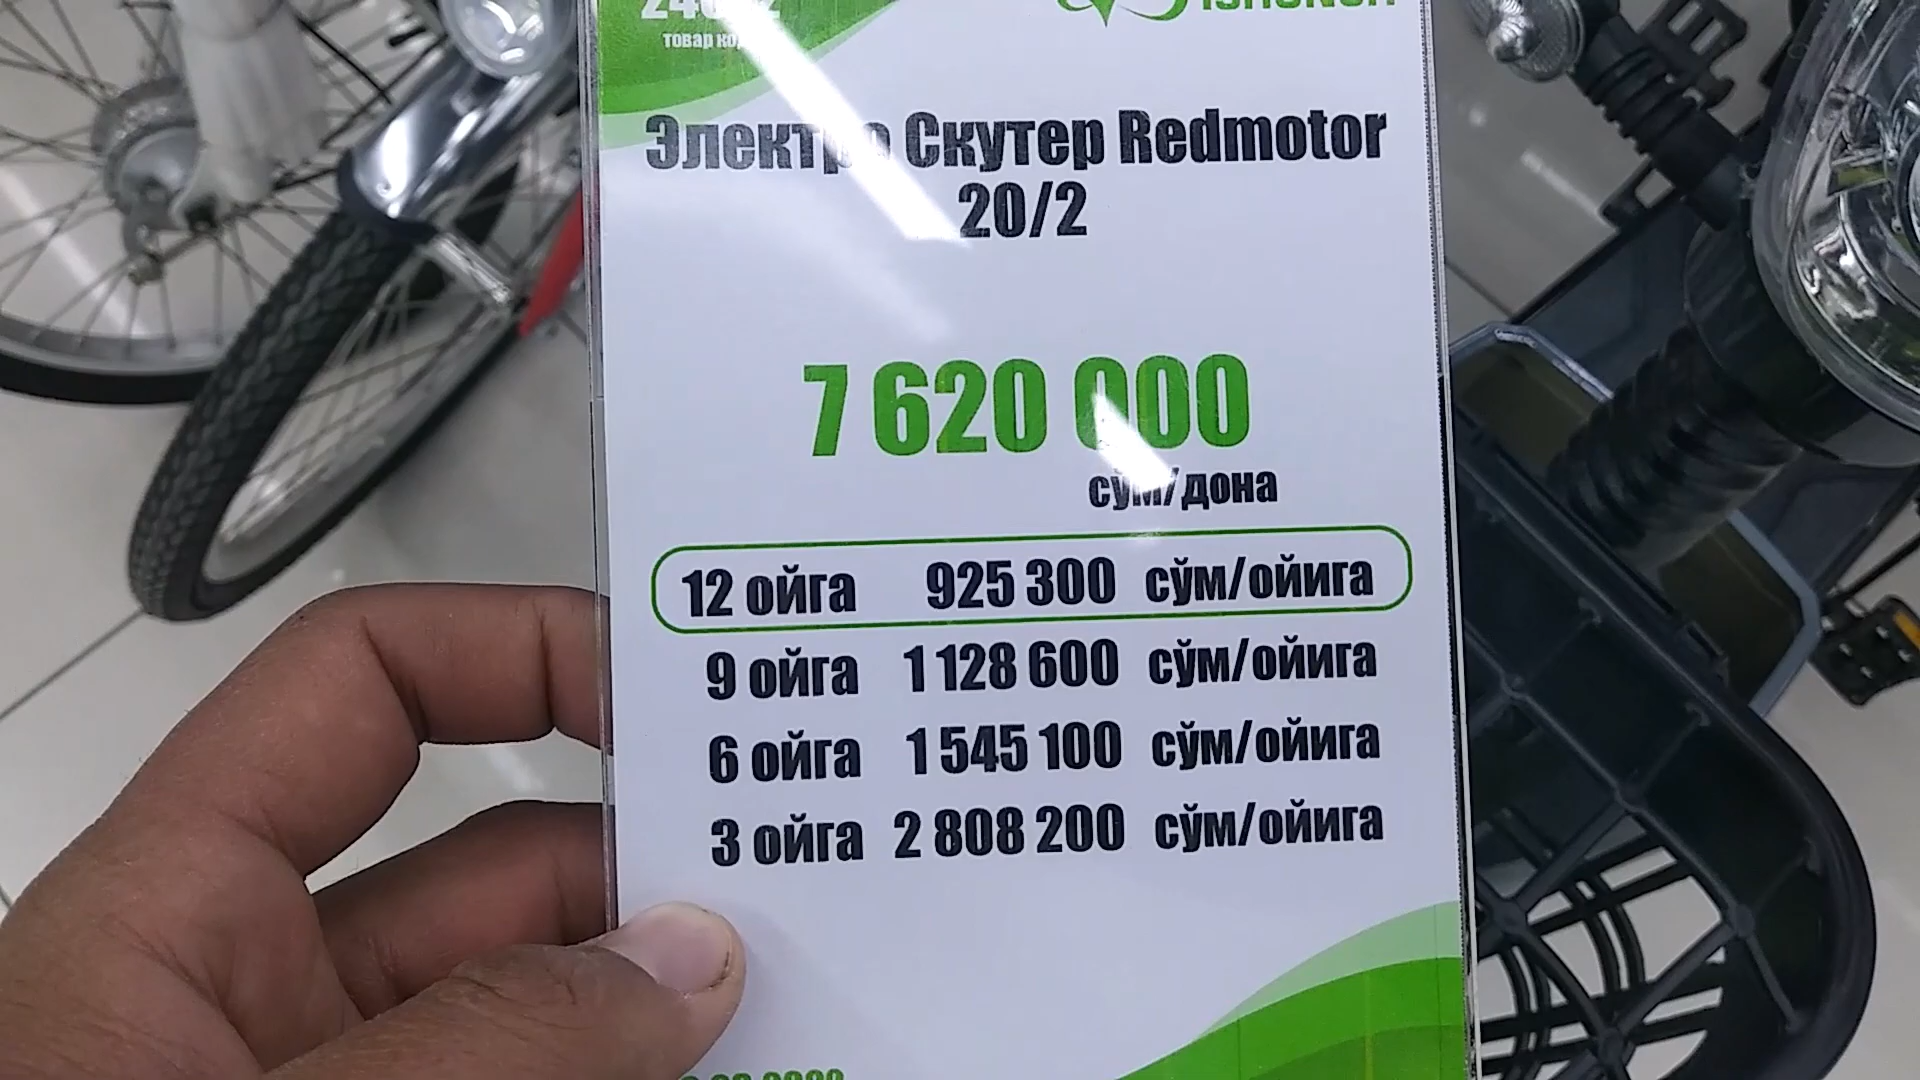 товар
Электро Скутер Redmotor
20/2
7 620 000
сўм/дона
12 ойга 925 300 сўм/ойига
9 ойга 1 128 600 сўм/ойига
6 ойга 1 545 100 сўм/ойига
3 ойга 2 808 200 сўм/ойига